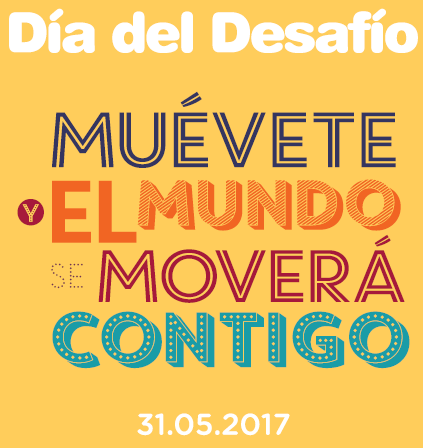 Día del Desafío
MUÉVETE
Y EL MUNDO
SE MOVERÁ
CONTIGO
31.05.2017